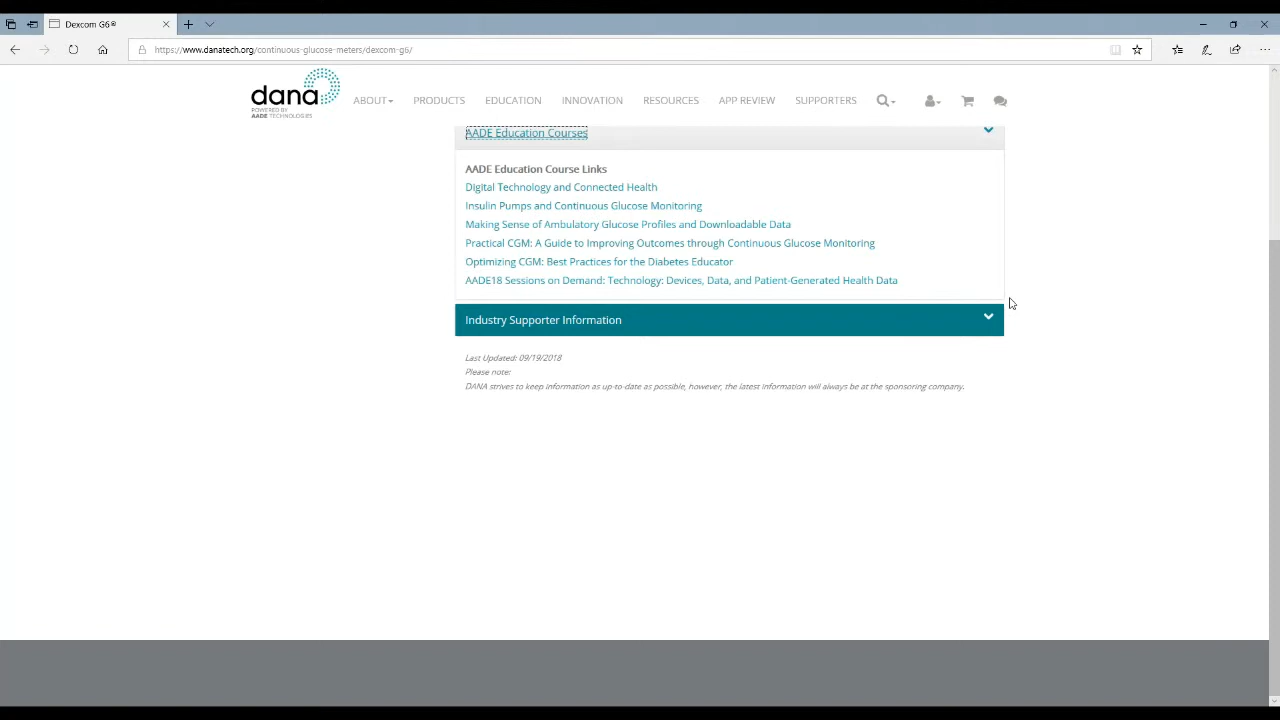 Dexcom G6®
https://www.danatech.org/continuous-glucose-meters/dexcom-g6/
dana
POWERED BY
AADE TECHNOLOGIES
ABOUT
PRODUCTS
EDUCATION
INNOVATION
RESOURCES
APP REVIEW
SUPPORTERS
AADE Education Courses
AADE Education Course Links
Digital Technology and Connected Health
Insulin Pumps and Continuous Glucose Monitoring
Making Sense of Ambulatory Glucose Profiles and Downloadable Data
Practical CGM: A Guide to Improving Outcomes through Continuous Glucose Monitoring
Optimizing CGM: Best Practices for the Diabetes Educator
AADE18 Sessions on Demand: Technology: Devices, Data, and Patient-Generated Health Data
Industry Supporter Information
Last Updated: 09/19/2018
Please note:
DANA strives to keep information as up-to-date as possible, however, the latest information will always be at the sponsoring company.